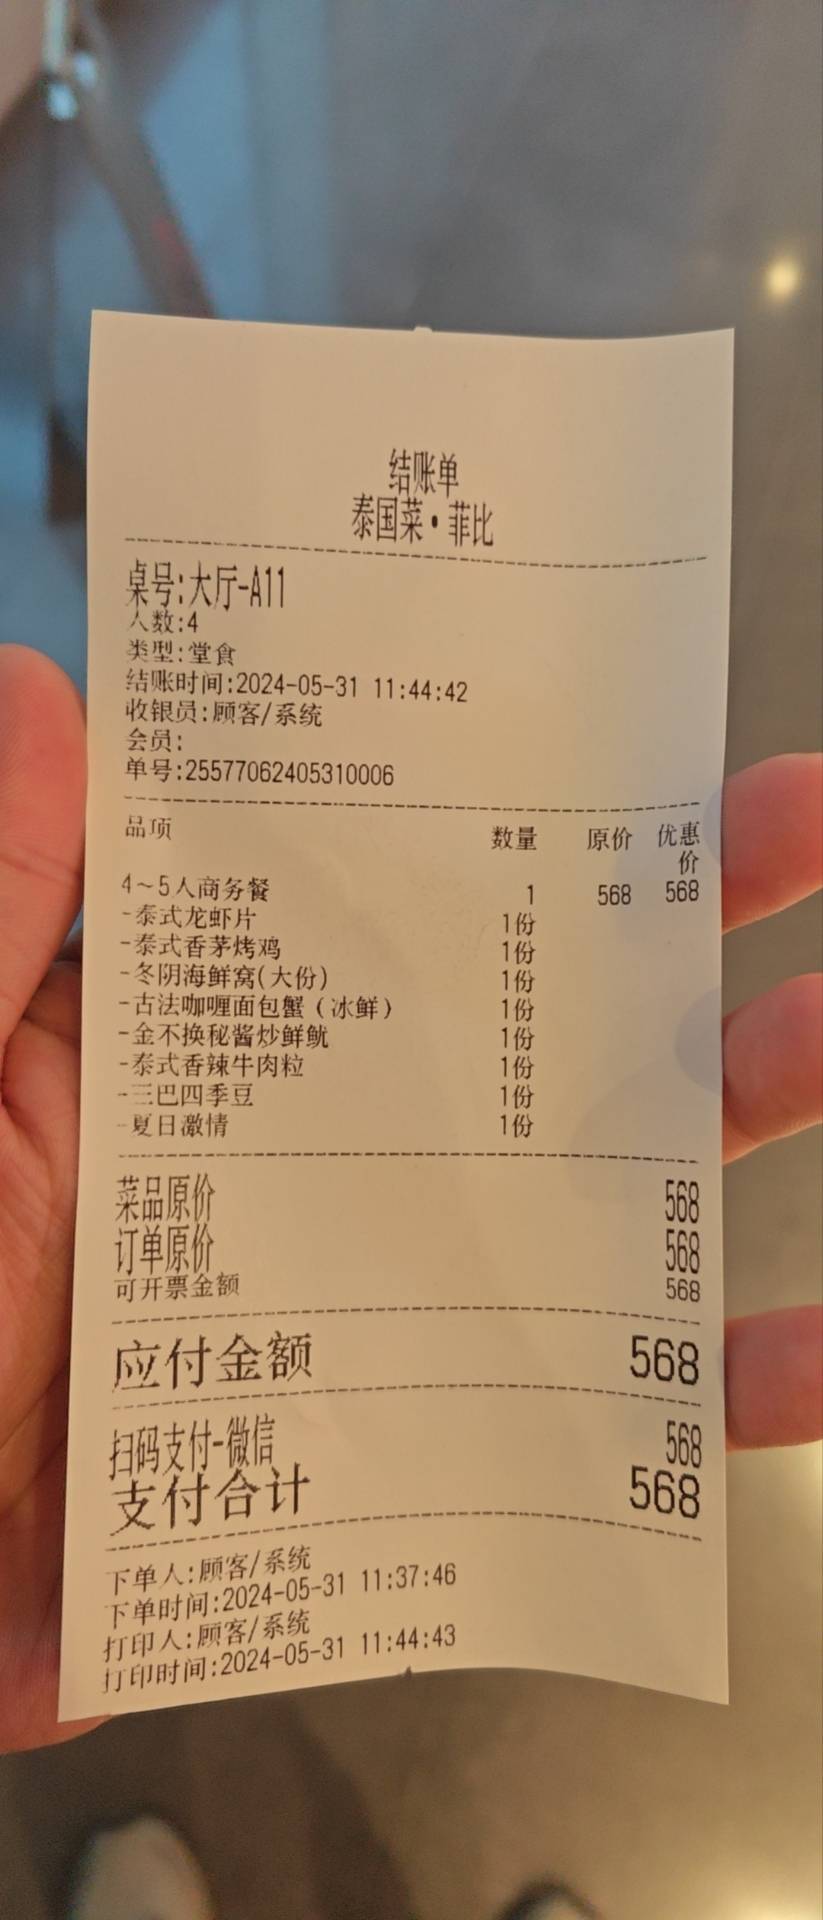 结账单
泰国菜·菲比
桌号:大厅-A11
人数:4
类型:堂食
结账时间:2024-05-31 11:44:42
收银员:顾客/系统
会员:
单号:25577062405310006
品项 数量 原价 优惠价
4~5人商务餐 1 568 568
-泰式龙虾片 1份
-泰式香茅烤鸡 1份
-冬阴海鲜窝(大份) 1份
-古法咖喱面包蟹(冰鲜) 1份
-金不换秘酱炒鲜鱿 1份
-泰式香辣牛肉粒 1份
-三巴四季豆 1份
-夏日激情 1份
菜品原价 568
订单原价 568
可开票金额 568
应付金额 568
扫码支付-微信 568
支付合计 568
下单人:顾客/系统
下单时间:2024-05-31 11:37:46
打印人:顾客/系统
打印时间:2024-05-31 11:44:43